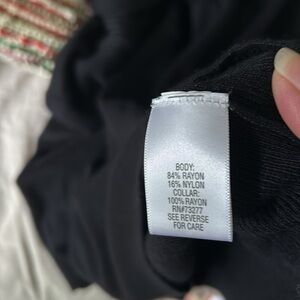 BODY:
84% RAYON
16% NYLON
COLLAR:
100% RAYON
RN#73277
SEE REVERSE
FOR CARE